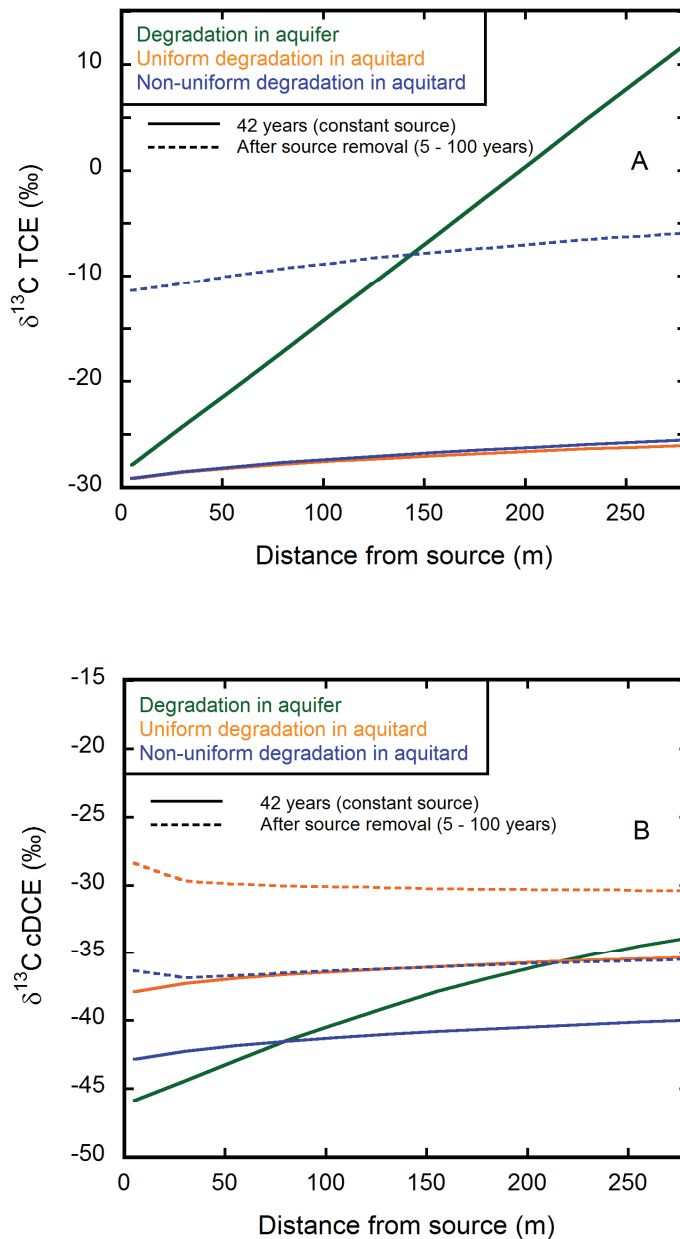 Degradation in aquifer
Uniform degradation in aquitard
Non-uniform degradation in aquitard
42 years (constant source)
After source removal (5 - 100 years)
A
10
0
-10
-20
-30
δ13C TCE (‰)
0 50 100 150 200 250
Distance from source (m)
Degradation in aquifer
Uniform degradation in aquitard
Non-uniform degradation in aquitard
42 years (constant source)
After source removal (5 - 100 years)
B
-15
-20
-25
-30
-35
-40
-45
-50
δ13C cDCE (‰)
0 50 100 150 200 250
Distance from source (m)